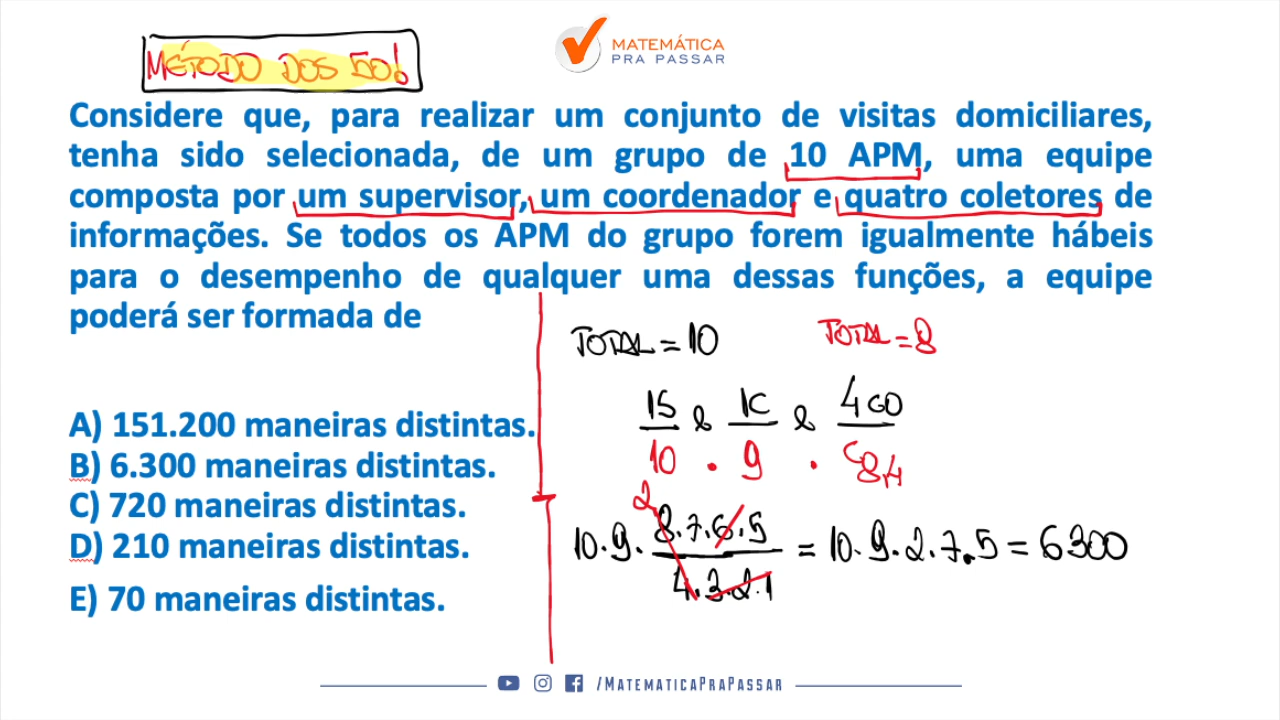 MÉTODO DOS 50!
MATEMÁTICA
PRA PASSAR
Considere que, para realizar um conjunto de visitas domiciliares,
tenha sido selecionada, de um grupo de 10 APM, uma equipe
composta por um supervisor, um coordenador e quatro coletores de
informações. Se todos os APM do grupo forem igualmente hábeis
para o desempenho de qualquer uma dessas funções, a equipe
poderá ser formada de
TOTAL = 10 TOTAL = 8
A) 151.200 maneiras distintas.
B) 6.300 maneiras distintas.
C) 720 maneiras distintas.
D) 210 maneiras distintas.
E) 70 maneiras distintas.
1S & 1C & 4CO
10 . 9 . C8,4
2
10.9. 8.7.6.5 = 10.9.2.7.5 = 6300
4.3.2.1
/MATEMATICAPRAPASSAR